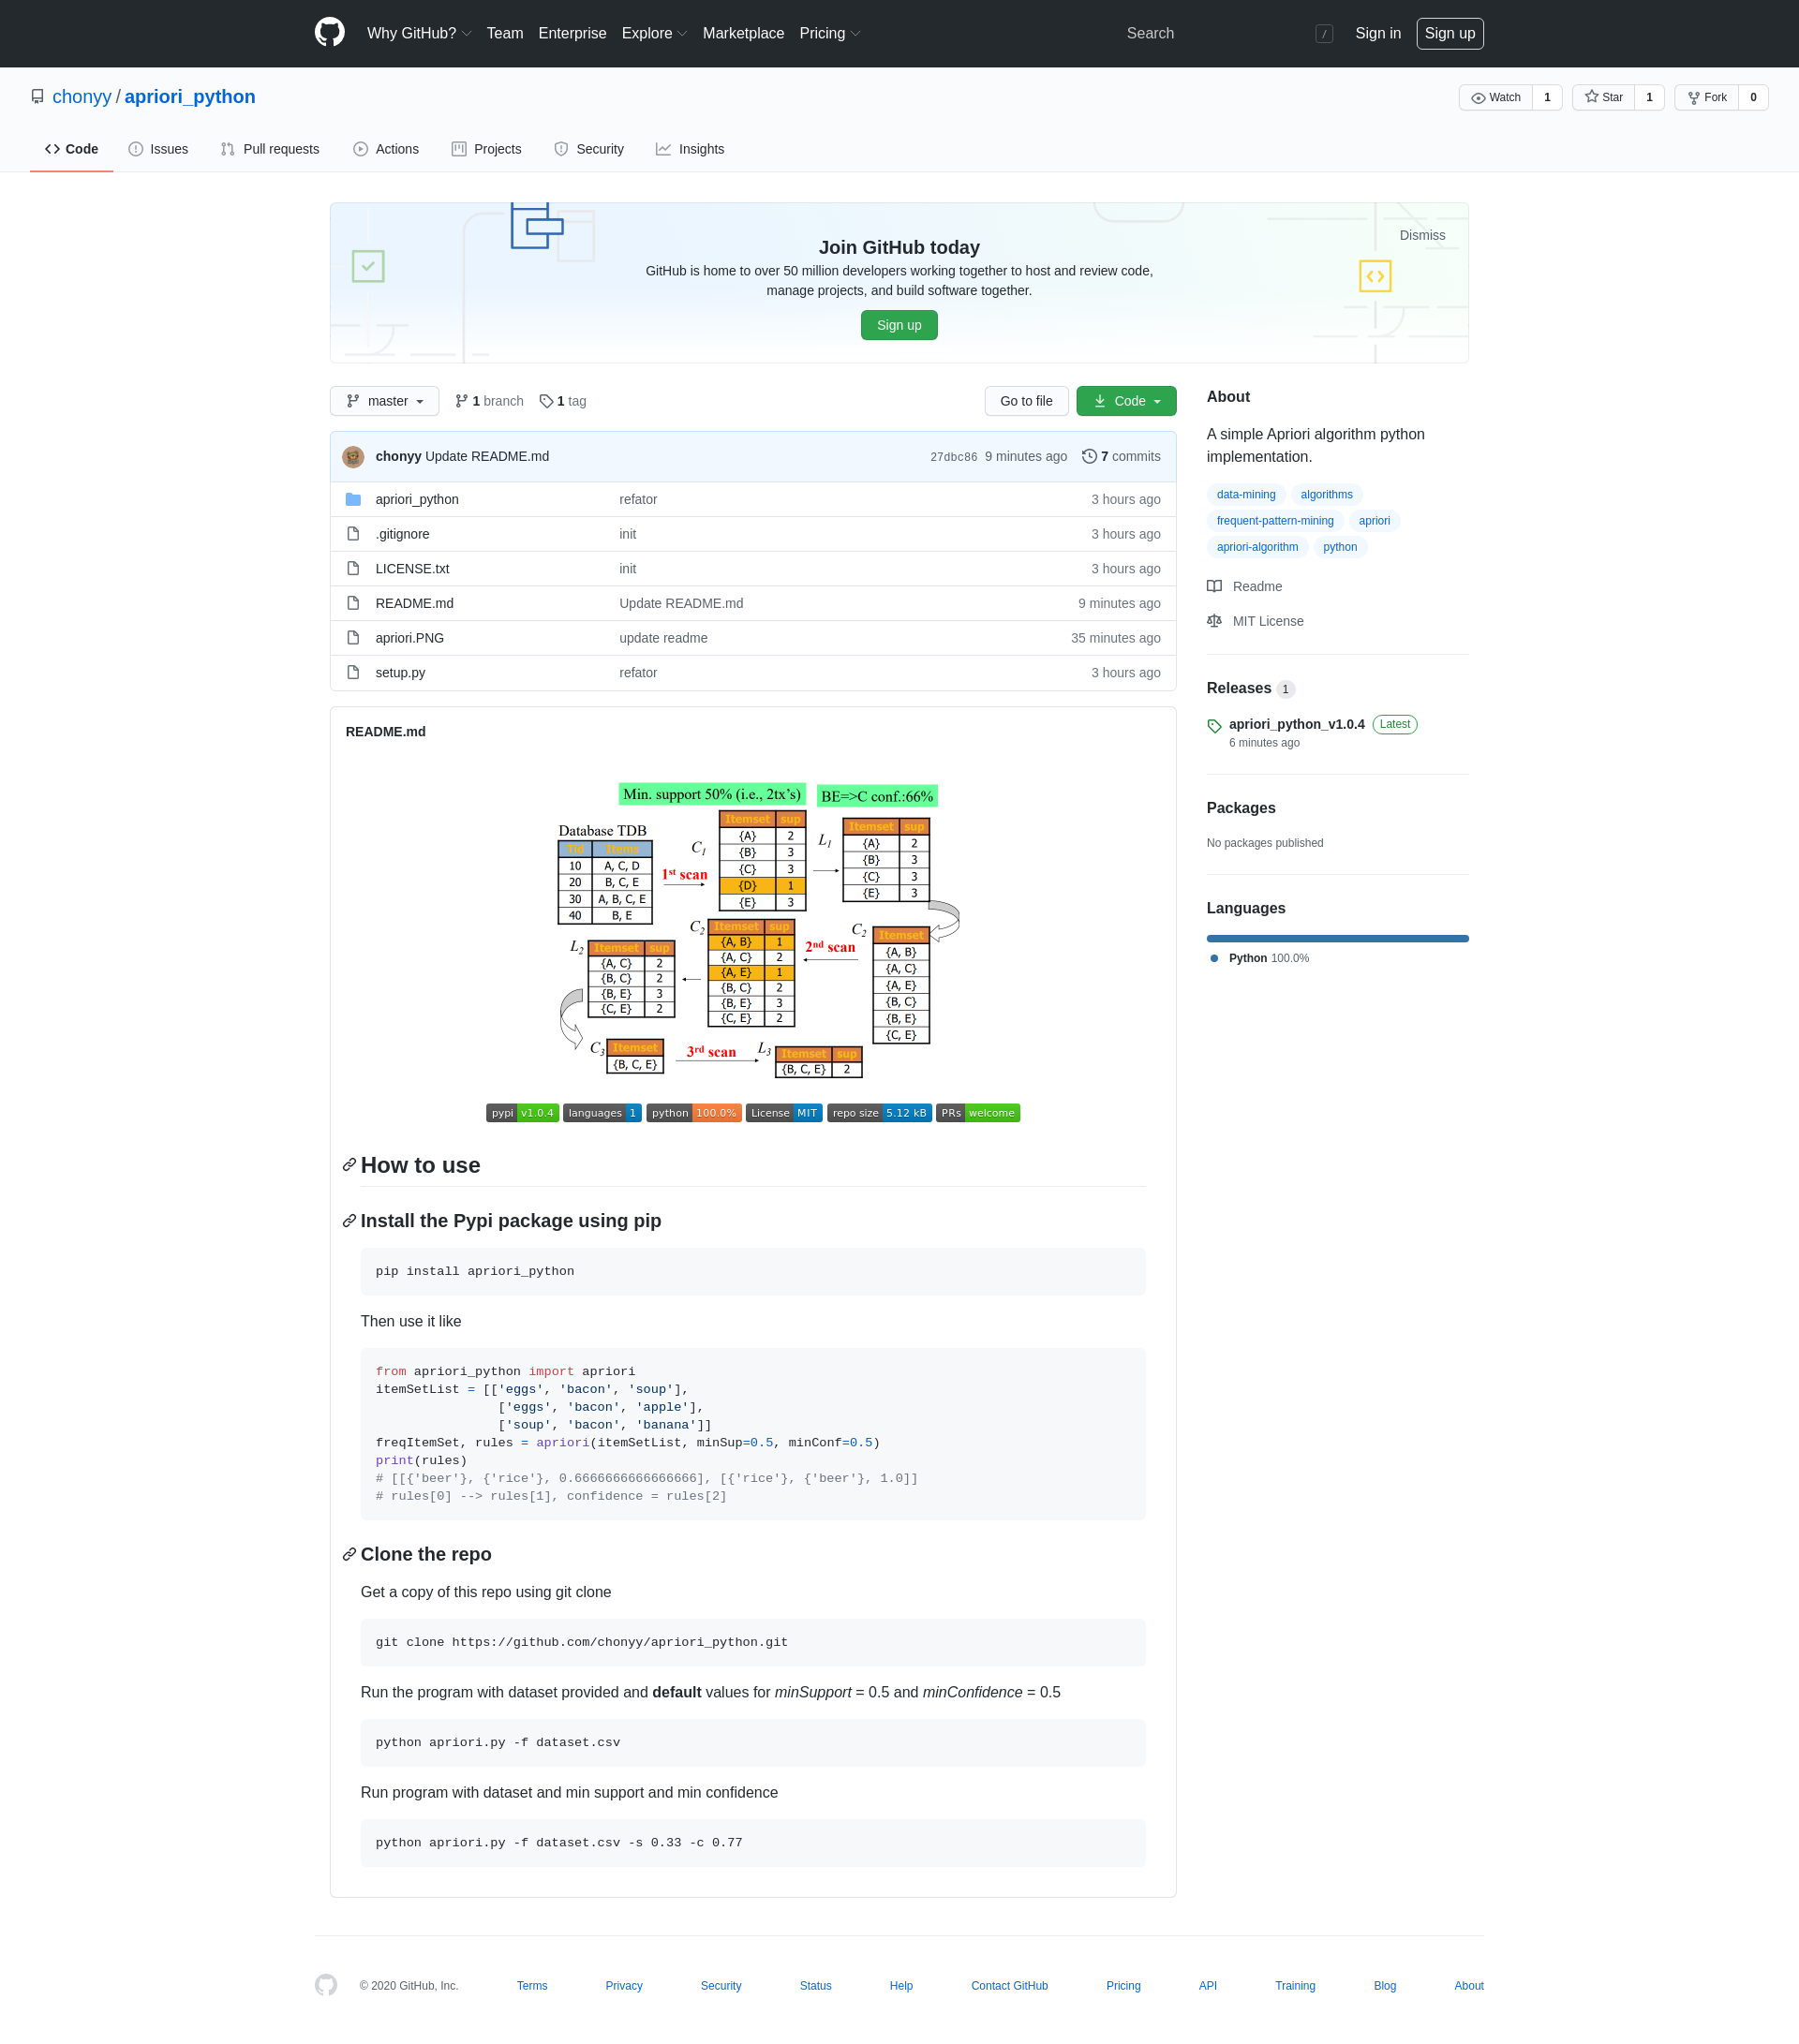 Why GitHub? Team Enterprise Explore Marketplace Pricing Search / Sign in Sign up
chonyy / apriori_python
Watch 1 Star 1 Fork 0
Code Issues Pull requests Actions Projects Security Insights
Dismiss
Join GitHub today
GitHub is home to over 50 million developers working together to host and review code,
manage projects, and build software together.
Sign up
master 1 branch 1 tag Go to file Code
chonyy Update README.md 27dbc86 9 minutes ago 7 commits
apriori_python refator 3 hours ago
.gitignore init 3 hours ago
LICENSE.txt init 3 hours ago
README.md Update README.md 9 minutes ago
apriori.PNG update readme 35 minutes ago
setup.py refator 3 hours ago
About
A simple Apriori algorithm python
implementation.
data-mining algorithms
frequent-pattern-mining apriori
apriori-algorithm python
Readme
MIT License
Releases 1
apriori_python_v1.0.4 Latest
6 minutes ago
Packages
No packages published
Languages
Python 100.0%
README.md
Min. support 50% (i.e., 2tx's)
BE=>C conf.:66%
Database TDB
Tid Items
10 A, C, D
20 B, C, E
30 A, B, C, E
40 B, E
1st scan
C1
Itemset sup
{A} 2
{B} 3
{C} 3
{D} 1
{E} 3
L1
Itemset sup
{A} 2
{B} 3
{C} 3
{E} 3
C2
Itemset
{A, B}
{A, C}
{A, E}
{B, C}
{B, E}
{C, E}
2nd scan
C2
Itemset sup
{A, B} 1
{A, C} 2
{A, E} 1
{B, C} 2
{B, E} 3
{C, E} 2
L2
Itemset sup
{A, C} 2
{B, C} 2
{B, E} 3
{C, E} 2
C3
Itemset
{B, C, E}
3rd scan
L3
Itemset sup
{B, C, E} 2
pypi v1.0.4 languages 1 python 100.0% License MIT repo size 5.12 kB PRs welcome
How to use
Install the Pypi package using pip
pip install apriori_python
Then use it like
from apriori_python import apriori
itemSetList = [['eggs', 'bacon', 'soup'],
['eggs', 'bacon', 'apple'],
['soup', 'bacon', 'banana']]
freqItemSet, rules = apriori(itemSetList, minSup=0.5, minConf=0.5)
print(rules)
# [[{'beer'}, {'rice'}, 0.6666666666666666], [{'rice'}, {'beer'}, 1.0]]
# rules[0] --> rules[1], confidence = rules[2]
Clone the repo
Get a copy of this repo using git clone
git clone https://github.com/chonyy/apriori_python.git
Run the program with dataset provided and default values for minSupport = 0.5 and minConfidence = 0.5
python apriori.py -f dataset.csv
Run program with dataset and min support and min confidence
python apriori.py -f dataset.csv -s 0.33 -c 0.77
© 2020 GitHub, Inc. Terms Privacy Security Status Help Contact GitHub Pricing API Training Blog About